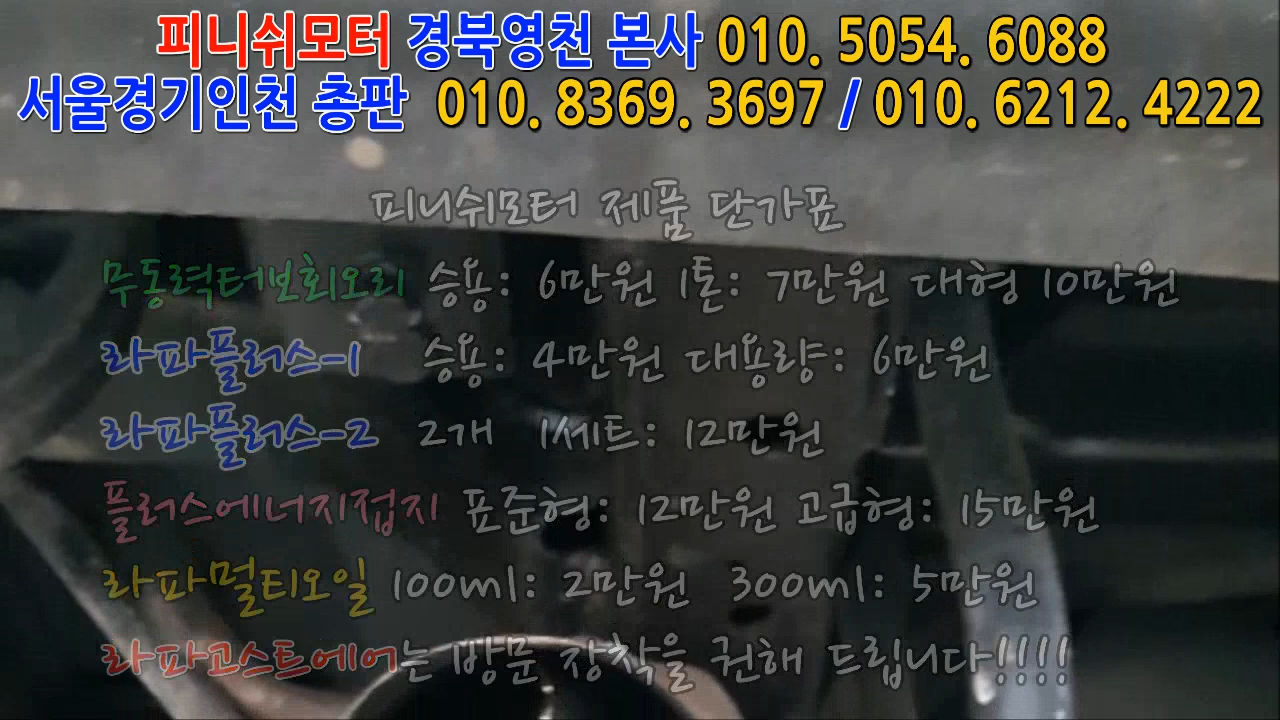 피니쉬모터 경북영천 본사 010. 5054. 6088
서울경기인천 총판 010. 8369. 3697 / 010. 6212. 4222
피니쉬모터 제품 단가표
무동력터보회오리 승용: 6만원 1톤: 7만원 대형 10만원
라파플러스-1 승용: 4만원 대용량: 6만원
라파플러스-2 2개 1세트: 12만원
플러스에너지접지 표준형: 12만원 고급형: 15만원
라파멀티오일 100ml: 2만원 300ml: 5만원
라파고스트에어는 방문 장착을 권해 드립니다!!!!